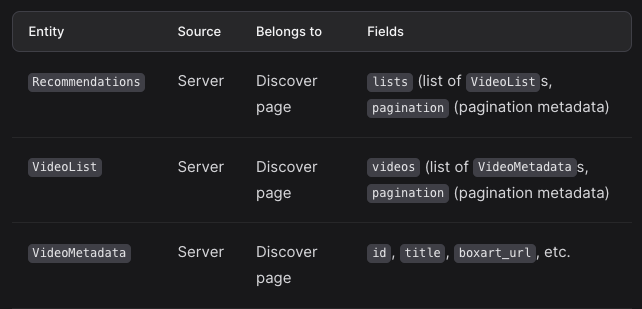 Entity Source Belongs to Fields
Recommendations Server Discover lists (list of VideoLists,
page pagination (pagination metadata)
VideoList Server Discover videos (list of VideoMetadatas,
page pagination (pagination metadata)
VideoMetadata Server Discover id, title, boxart_url, etc.
page